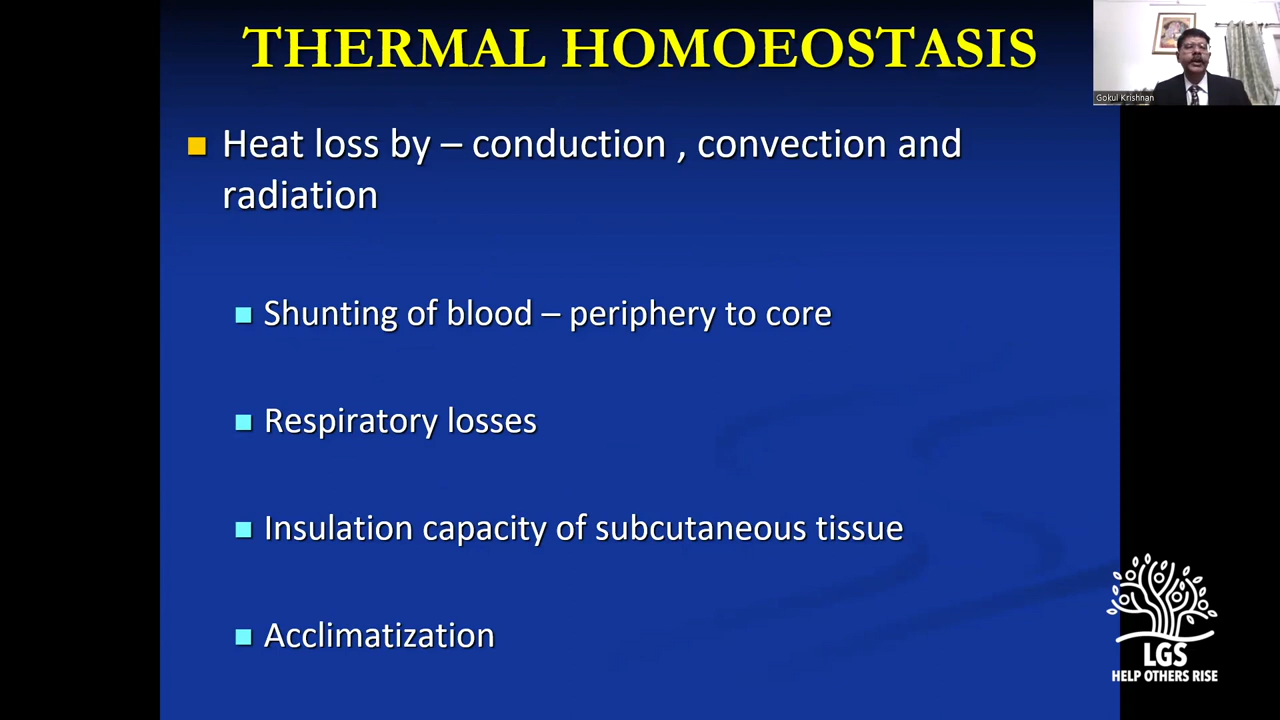 THERMAL HOMOEOSTASIS
Gokul Krishnan
Heat loss by – conduction , convection and
radiation
Shunting of blood – periphery to core
Respiratory losses
Insulation capacity of subcutaneous tissue
Acclimatization
LGS
HELP OTHERS RISE